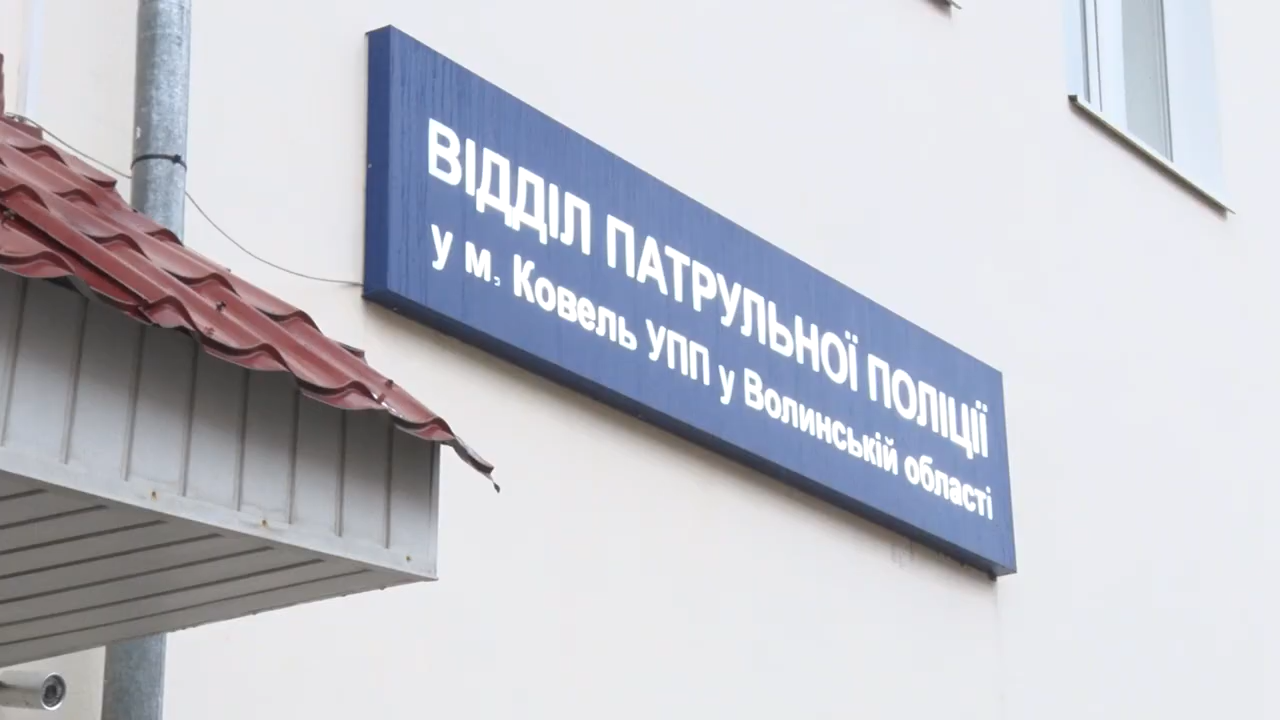 ВІДДІЛ ПАТРУЛЬНОЇ ПОЛІЦІЇ
у м. Ковель УПП у Волинській області